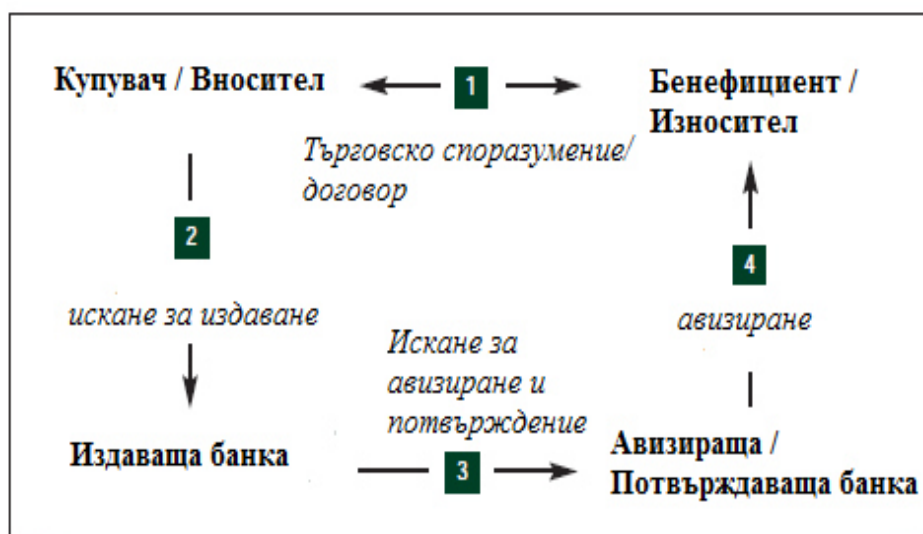 Купувач / Вносител
1
Бенефициент /
Износител
Търговско споразумение/
договор
2
4
искане за издаване
авизиране
Искане за
авизиране и
потвърждение
Издаваща банка
3
Авизираща /
Потвърждаваща банка